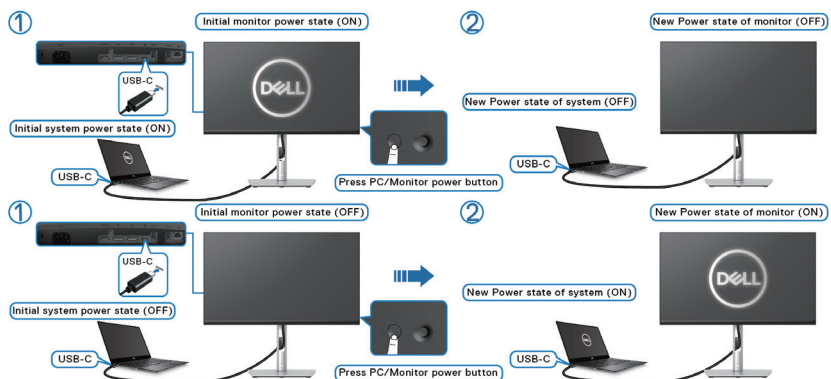 1
Initial monitor power state (ON)
2
New Power state of monitor (OFF)
USB-C
DELL
New Power state of system (OFF)
Initial system power state (ON)
DELL
USB-C
USB-C
Press PC/Monitor power button
1
Initial monitor power state (OFF)
2
New Power state of monitor (ON)
USB-C
DELL
New Power state of system (ON)
Initial system power state (OFF)
DELL
USB-C
USB-C
Press PC/Monitor power button